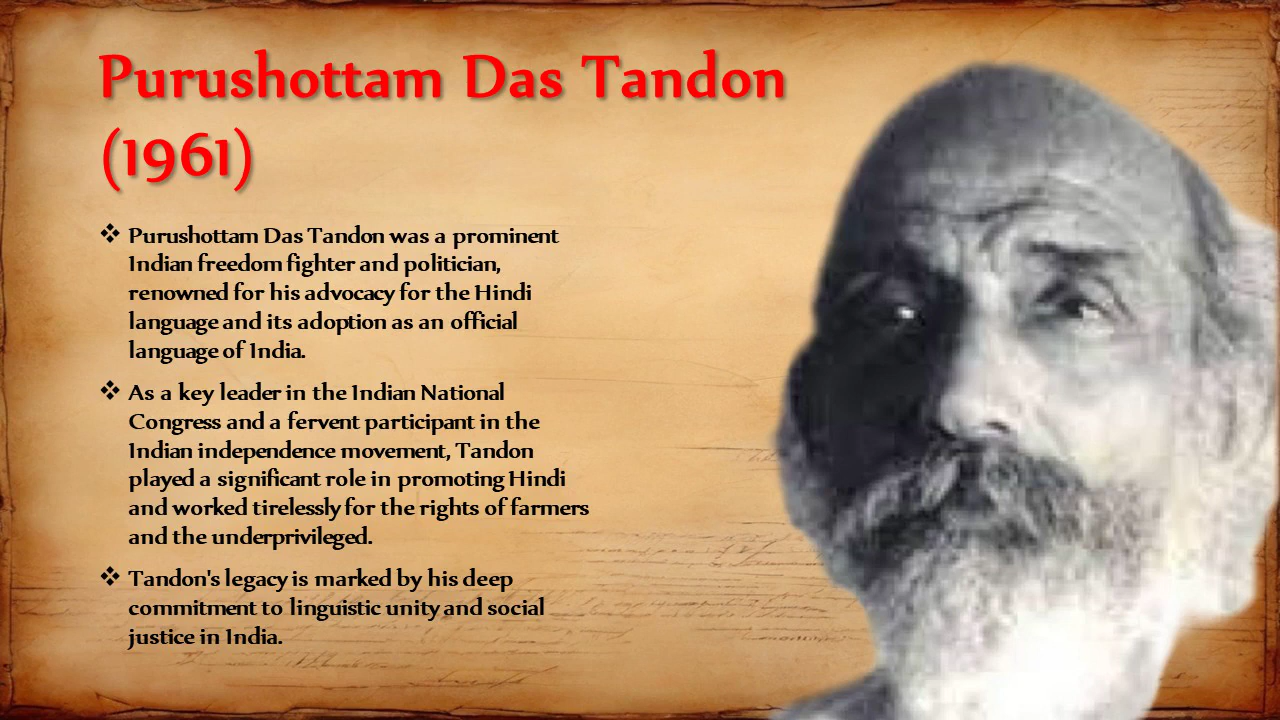 Purushottam Das Tandon
(1961)
❖ Purushottam Das Tandon was a prominent
Indian freedom fighter and politician,
renowned for his advocacy for the Hindi
language and its adoption as an official
language of India.
❖ As a key leader in the Indian National
Congress and a fervent participant in the
Indian independence movement, Tandon
played a significant role in promoting Hindi
and worked tirelessly for the rights of farmers
and the underprivileged.
❖ Tandon's legacy is marked by his deep
commitment to linguistic unity and social
justice in India.